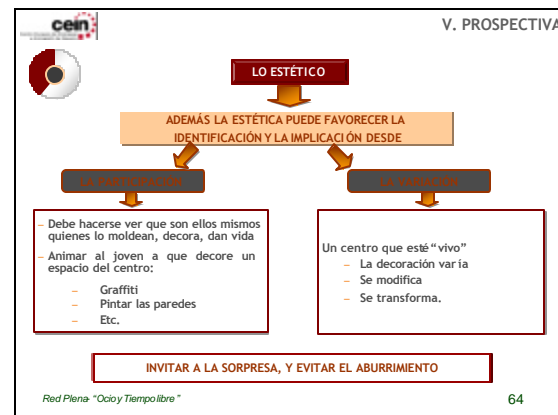 cein
V. PROSPECTIVA
LO ESTÉTICO
ADEMÁS LA ESTÉTICA PUEDE FAVORECER LA
IDENTIFICACIÓN Y LA IMPLICACIÓN DESDE
LA PARTICIPACIÓN
– Debe hacerse ver que son ellos mismos
quienes lo moldean, decora, dan vida
– Animar al joven a que decore un
espacio del centro:
– Graffiti
– Pintar las paredes
– Etc.
Un centro que esté "vivo"
– La decoración varía
– Se modifica
– Se transforma.
INVITAR A LA SORPRESA, Y EVITAR EL ABURRIMIENTO
Red Plena- "Ocio y Tiempo libre"
64